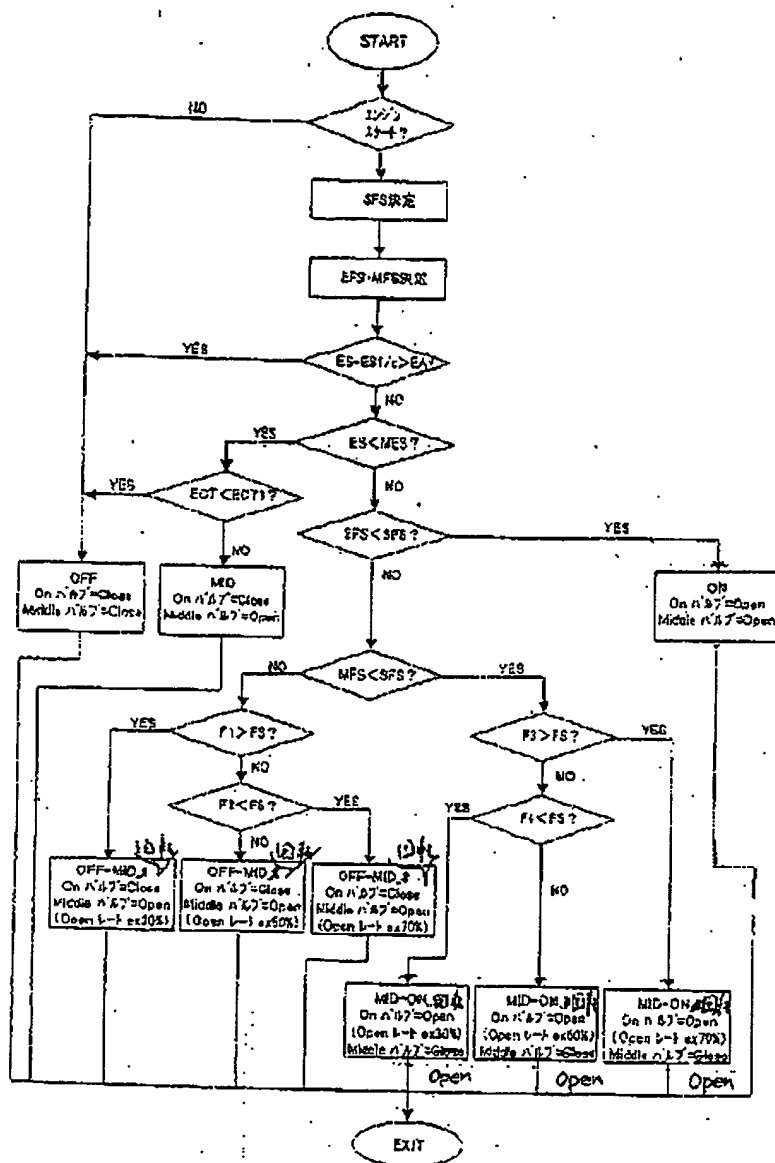 START
エンジン
スタート?
NO
SFS決定
YES
NO
YES
ES<MES?
NO
YES
ECT<ECT1?
NO
SFS<SFS?
YES
NO
OFF
On バルブ=Close
Middle バルブ=Close
MID
On バルブ=Close
Middle バルブ=Open
ON
On バルブ=Open
Middle バルブ=Open
NO
MFS<SFS?
YES
YES
F1>FS?
NO
F3>FS?
YES
NO
F2<FS?
YES
NO
YES
F4<FS?
NO
OFF-MID
On バルブ=Close
Middle バルブ=Open
(Open レート ex30%)
OFF-MID
On バルブ=Close
Middle バルブ=Open
(Open レート ex50%)
OFF-MID
On バルブ=Close
Middle バルブ=Open
(Open レート ex70%)
MID-ON
On バルブ=Open
(Open レート ex30%)
Middle バルブ=Close
Open
MID-ON
On バルブ=Open
(Open レート ex50%)
Middle バルブ=Close
Open
MID-ON
On バルブ=Open
(Open レート ex70%)
Middle バルブ=Close
Open
EXIT